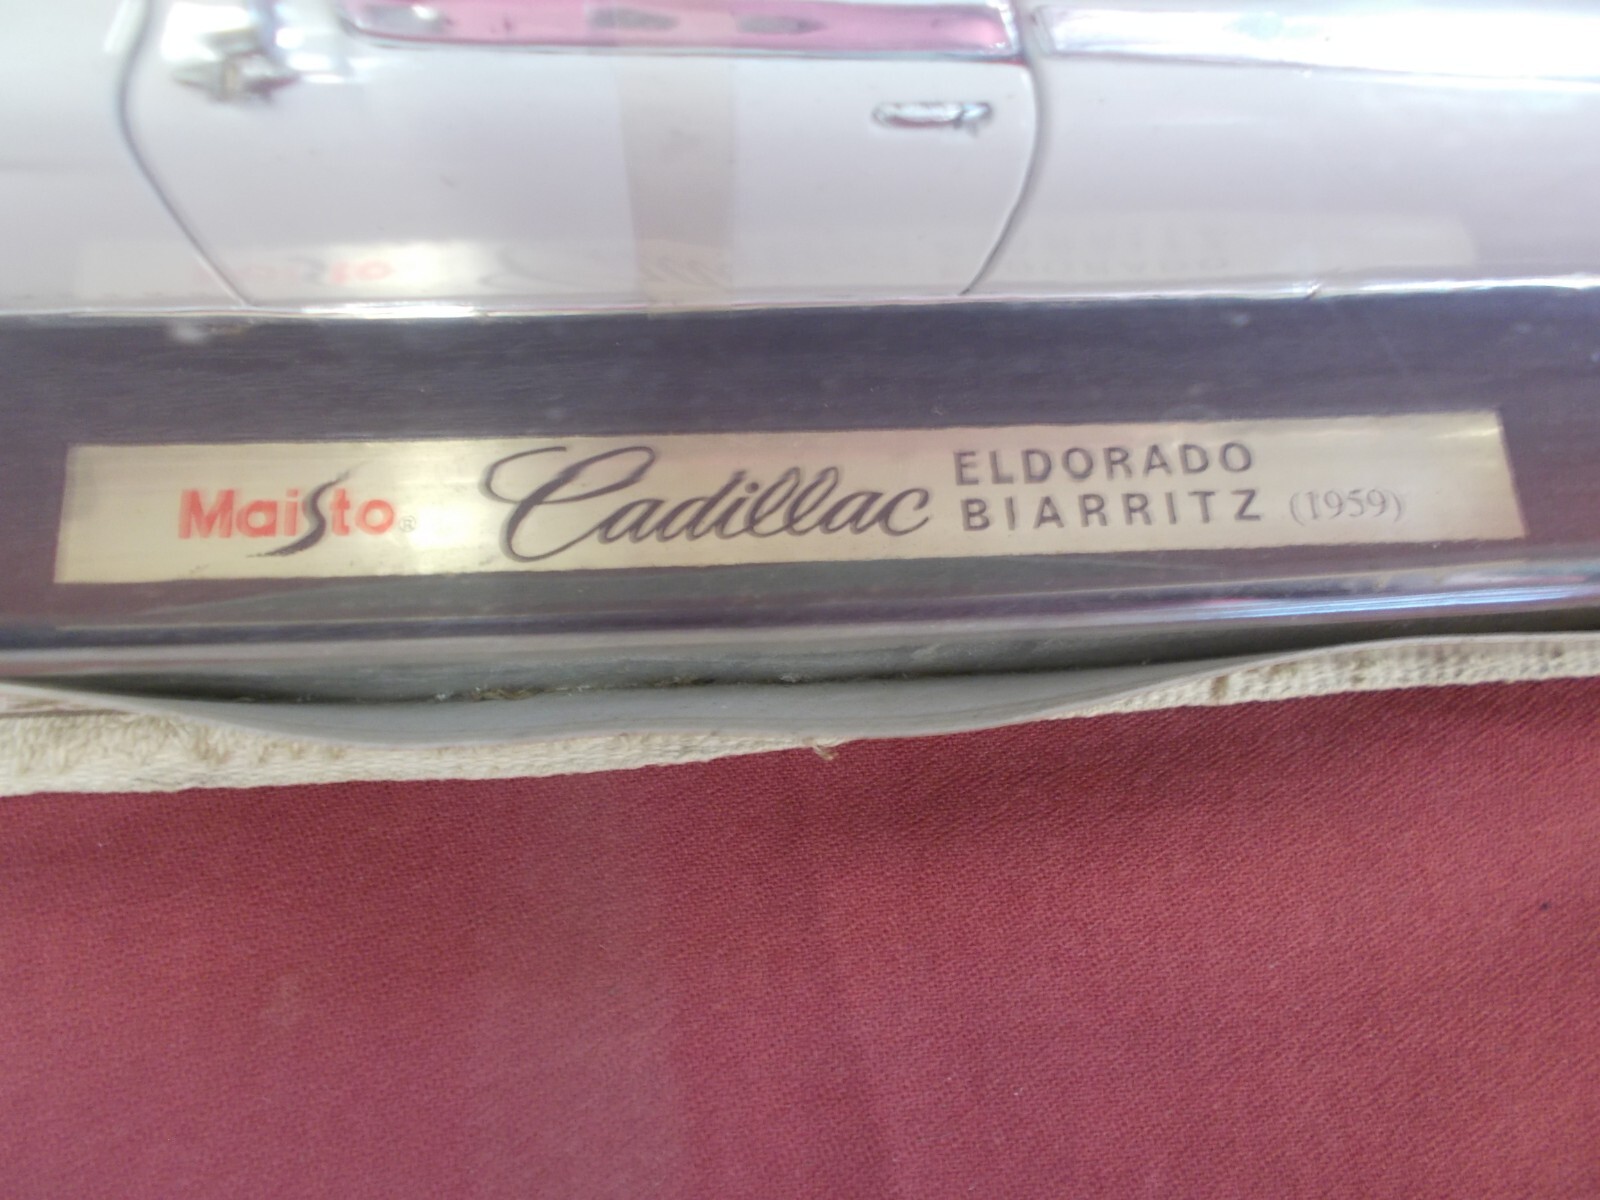 Maisto® Cadillac ELDORADO
BIARRITZ (1959)